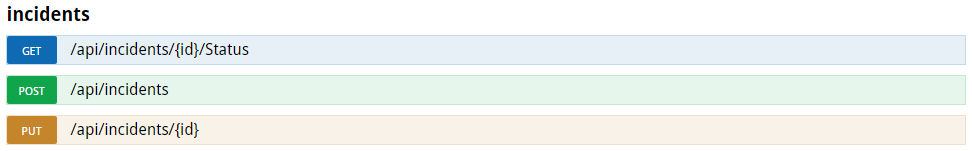 incidents
GET /api/incidents/{id}/Status
POST /api/incidents
PUT /api/incidents/{id}